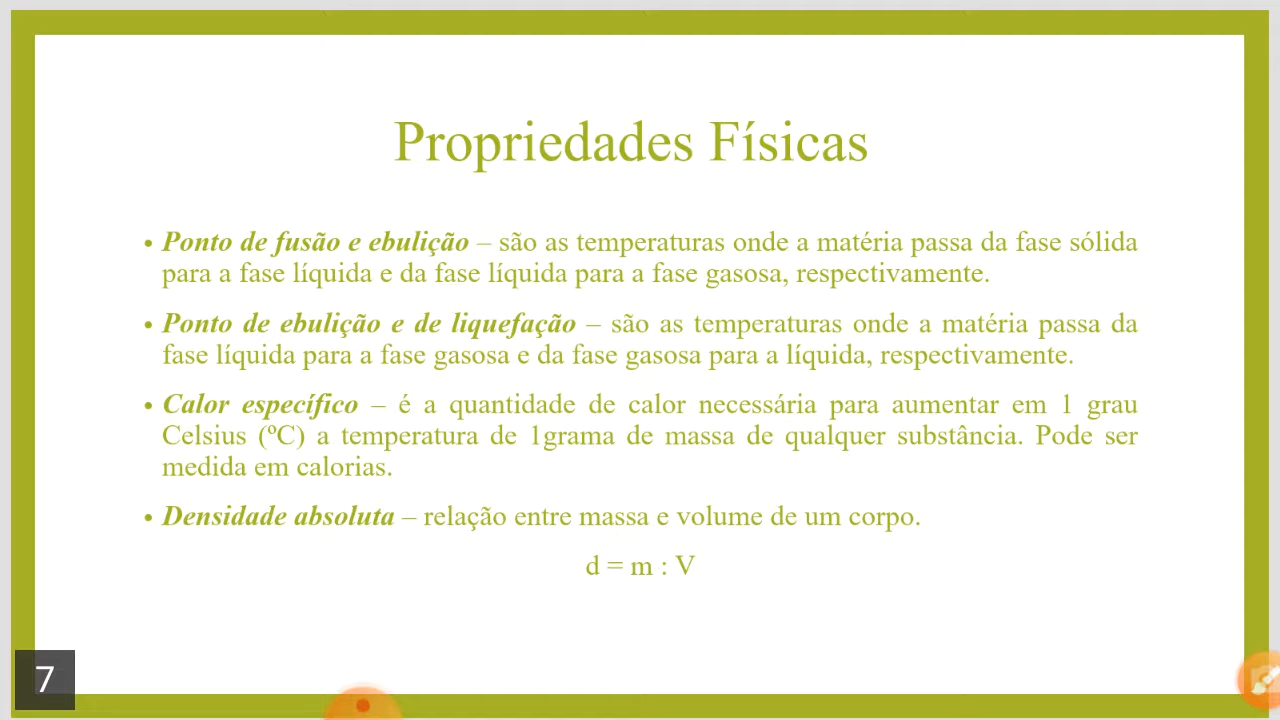 Propriedades Físicas
• Ponto de fusão e ebulição – são as temperaturas onde a matéria passa da fase sólida
para a fase líquida e da fase líquida para a fase gasosa, respectivamente.
• Ponto de ebulição e de liquefação – são as temperaturas onde a matéria passa da
fase líquida para a fase gasosa e da fase gasosa para a líquida, respectivamente.
• Calor específico – é a quantidade de calor necessária para aumentar em 1 grau
Celsius (ºC) a temperatura de 1grama de massa de qualquer substância. Pode ser
medida em calorias.
• Densidade absoluta – relação entre massa e volume de um corpo.
d = m : V
7